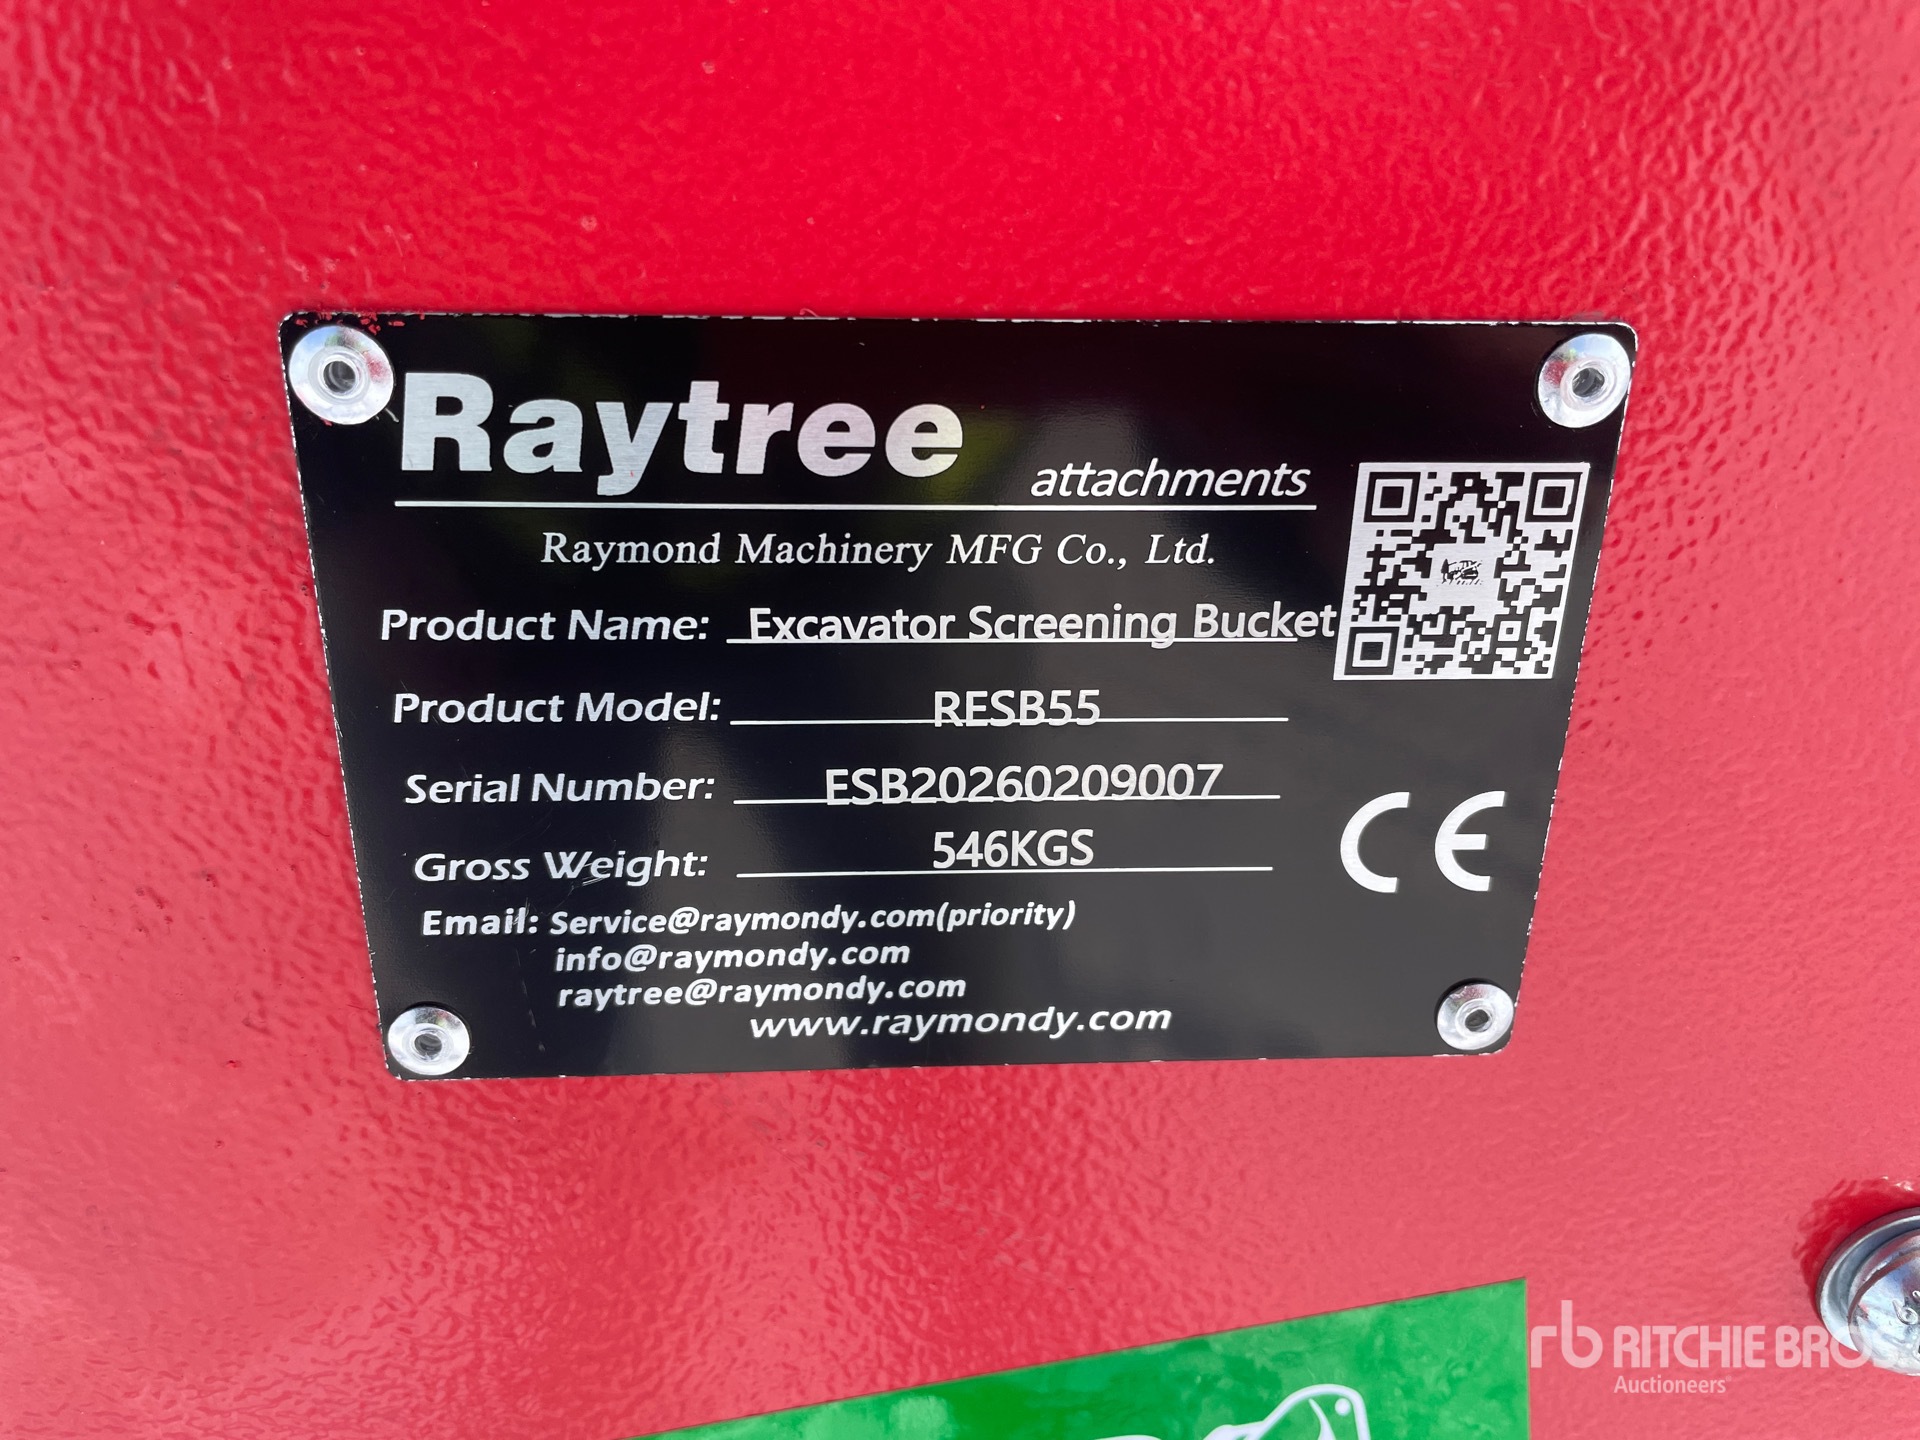 Raytree
attachments
Raymond Machinery MFG Co., Ltd.
Product Name: Excavator Screening Bucket
Product Model: RESB55
Serial Number: ESB20260209007
Gross Weight: 546KGS
Email: Service@raymondy.com(priority)
info@raymondy.com
raytree@raymondy.com
www.raymondy.com
CE
rb RITCHIE BRO
Auctioneers